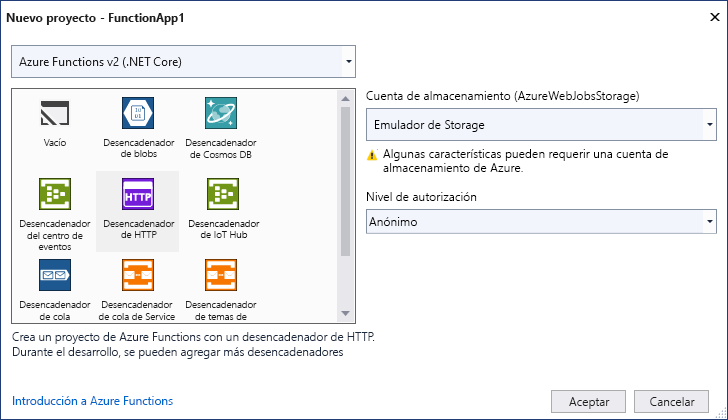 Nuevo proyecto - FunctionApp1
Azure Functions v2 (.NET Core)
Vacío
Desencadenador
de blobs
Desencadenador
de Cosmos DB
Desencadenador
del centro de
eventos
HTTP
Desencadenador
de HTTP
Desencadenador
de IoT Hub
Desencadenador
de cola
Desencadenador
de cola de Service
Desencadenador
de temas de
Cuenta de almacenamiento (AzureWebJobsStorage)
Emulador de Storage
Algunas características pueden requerir una cuenta de
almacenamiento de Azure.
Nivel de autorización
Anónimo
Crea un proyecto de Azure Functions con un desencadenador de HTTP.
Durante el desarrollo, se pueden agregar más desencadenadores
Introducción a Azure Functions
Aceptar
Cancelar